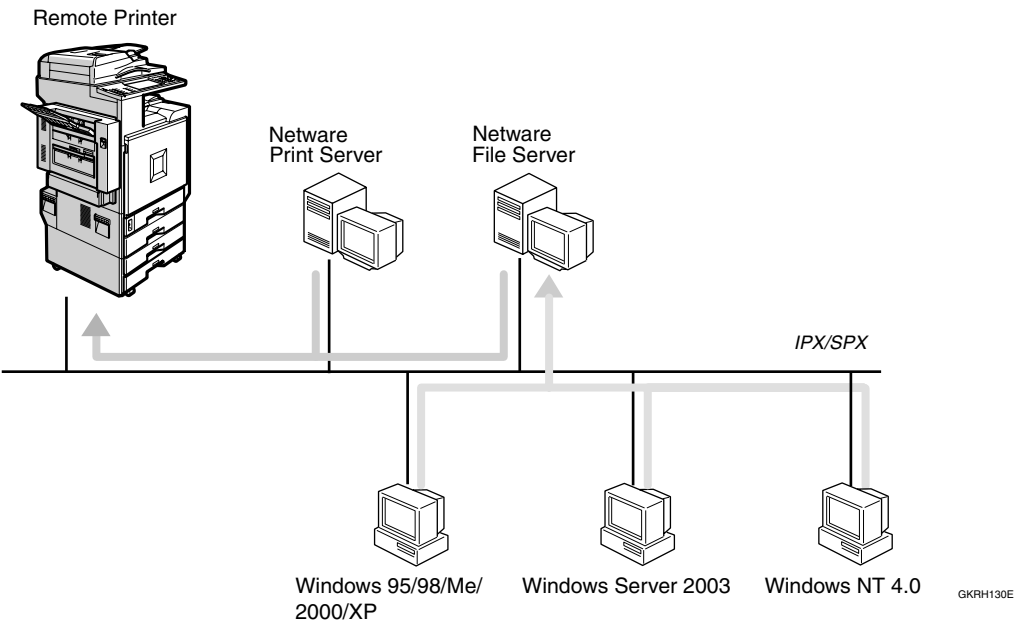 Remote Printer
Netware
Print Server
Netware
File Server
IPX/SPX
Windows 95/98/Me/
2000/XP
Windows Server 2003
Windows NT 4.0
GKRH130E